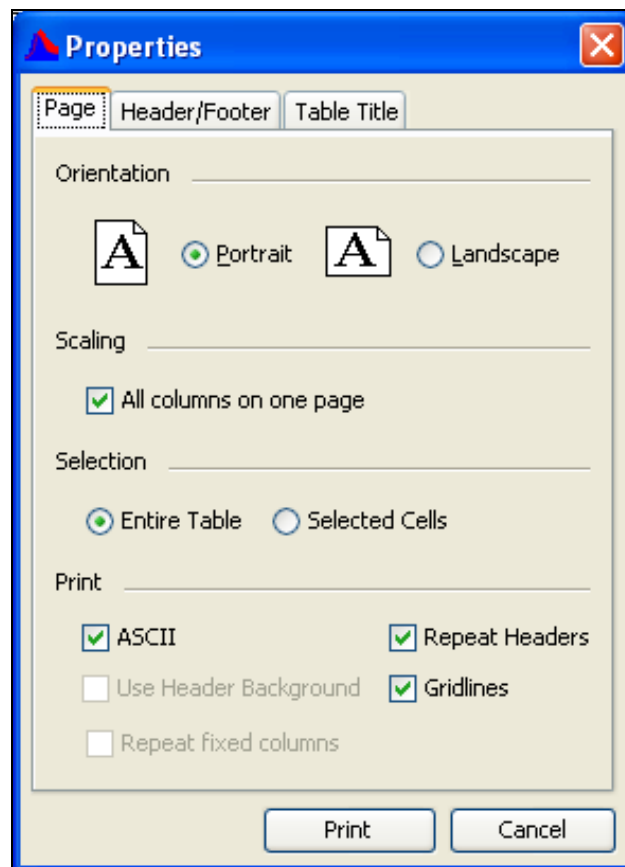 Properties
Page Header/Footer Table Title
Orientation
A Portrait A Landscape
Scaling
All columns on one page
Selection
Entire Table Selected Cells
Print
ASCII Repeat Headers
Use Header Background Gridlines
Repeat fixed columns
Print Cancel